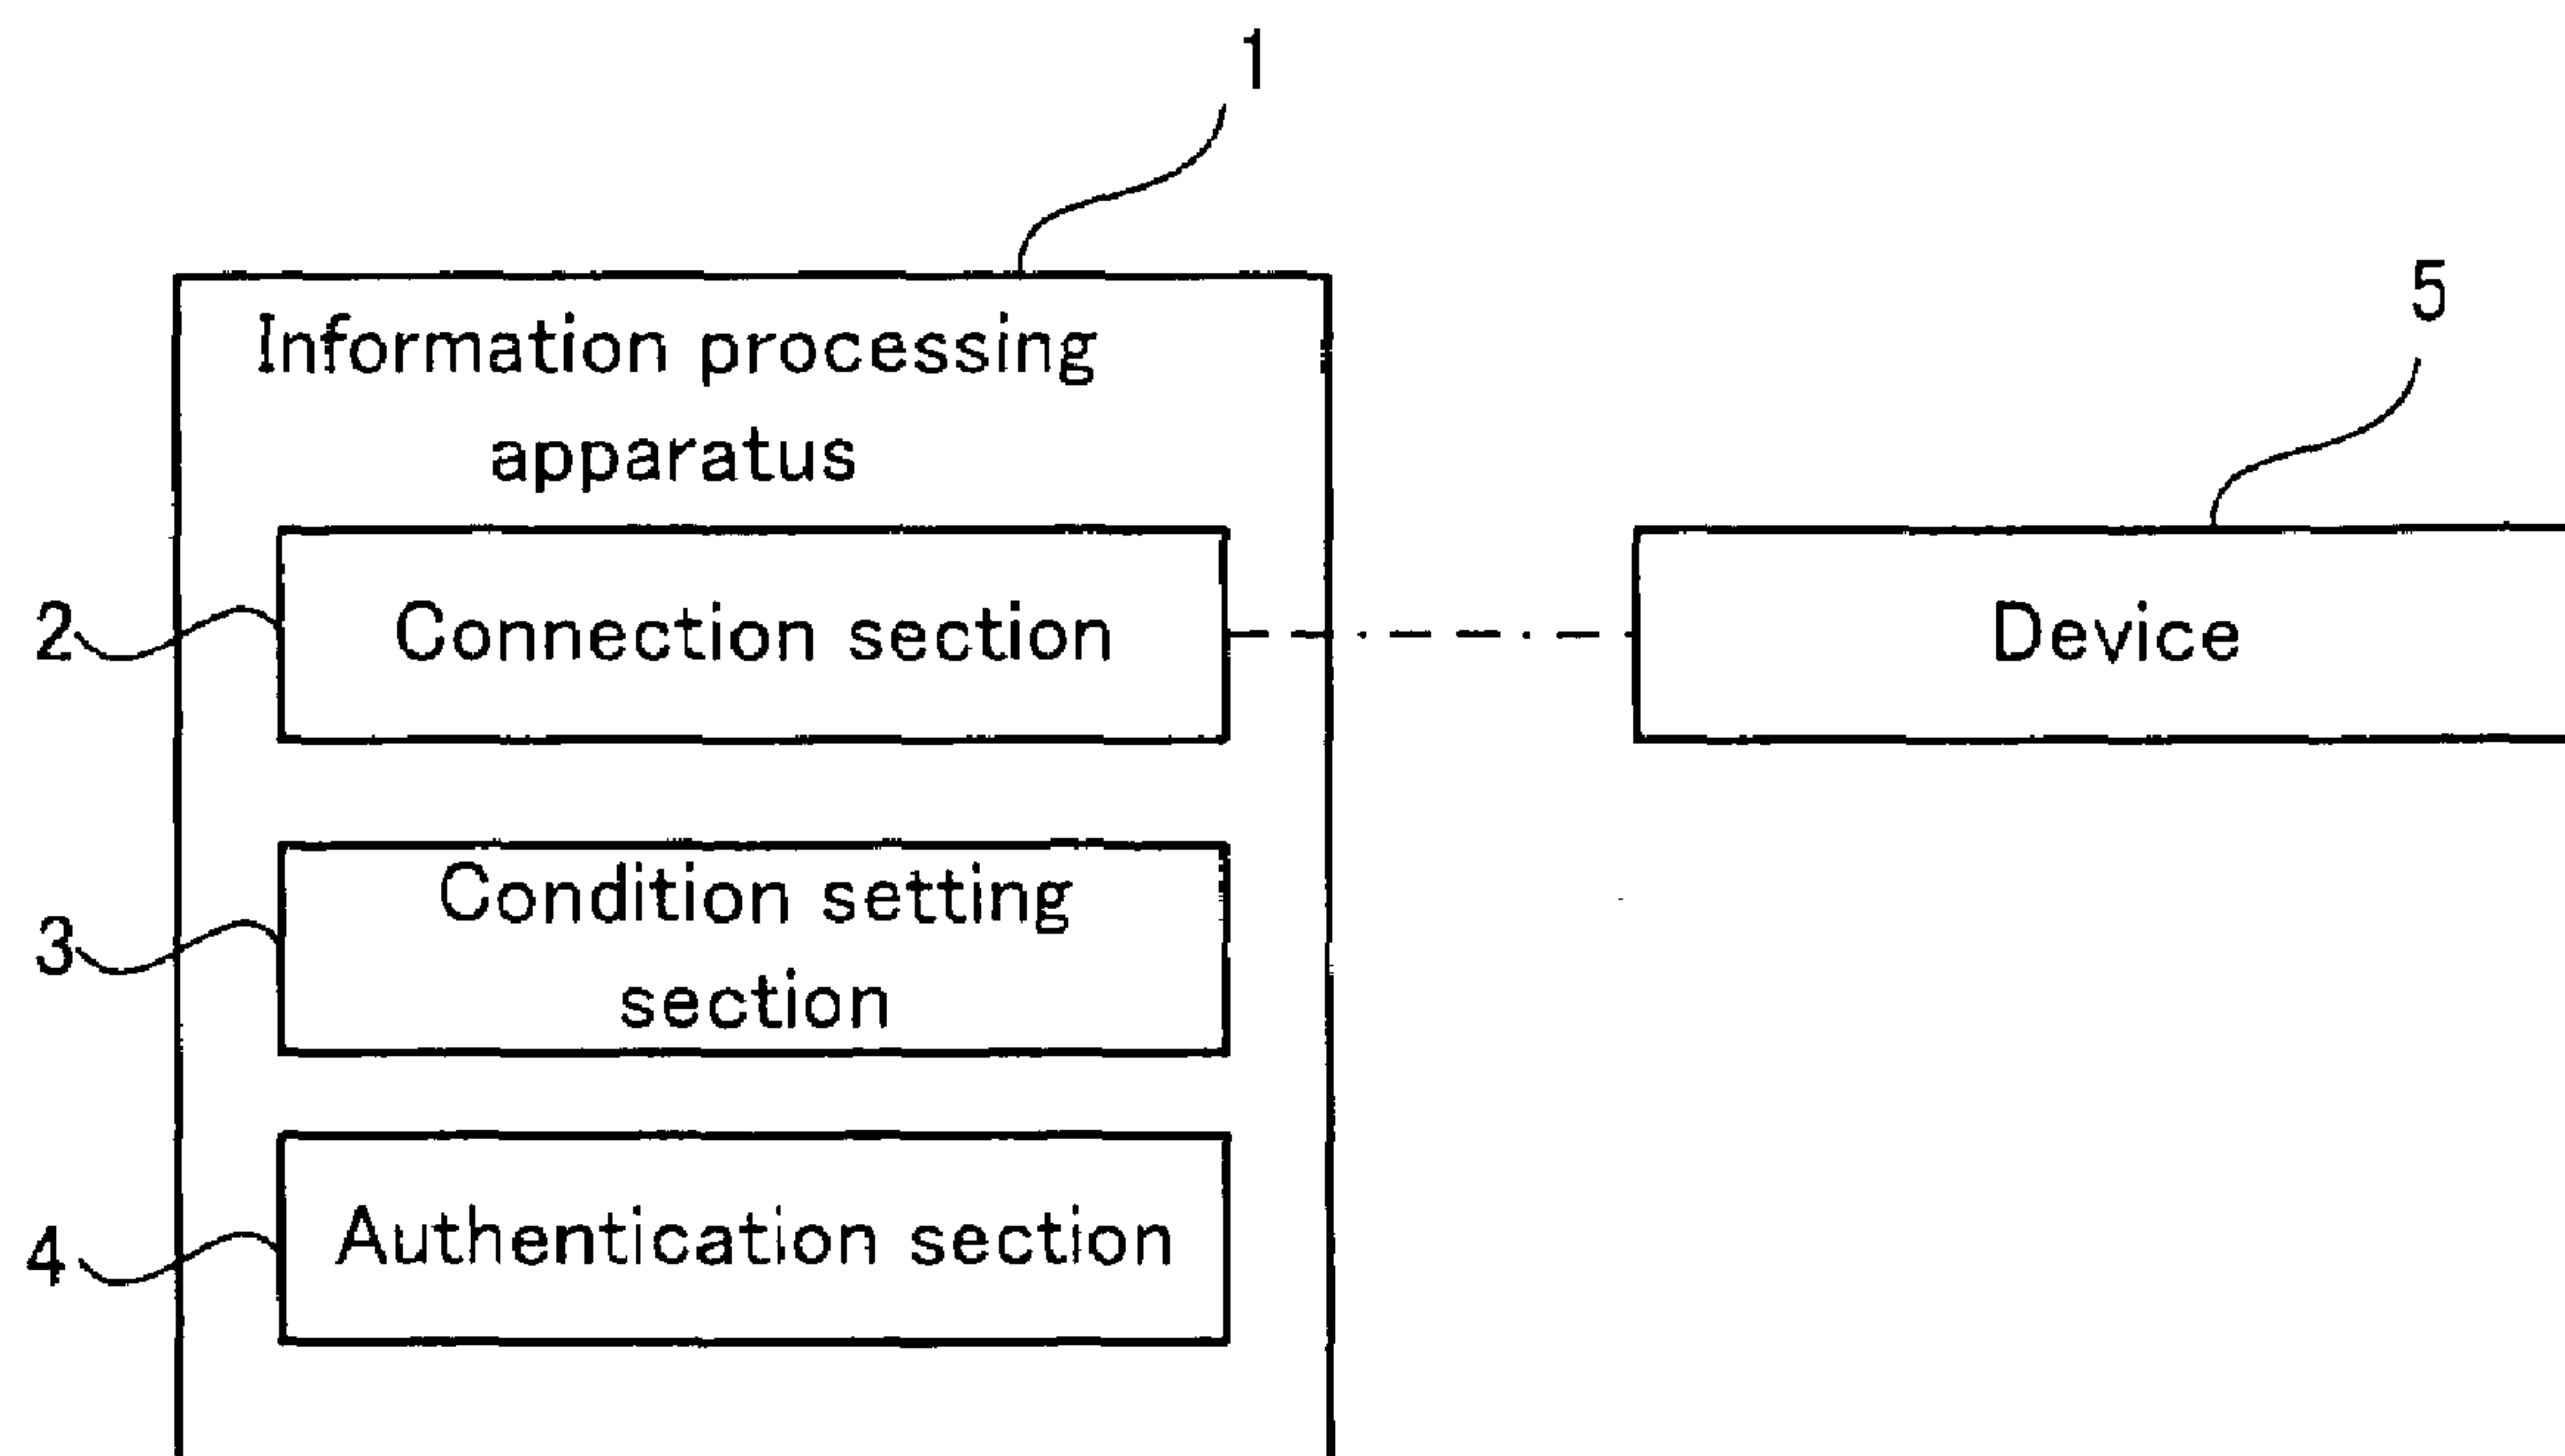 1
Information processing
apparatus
5
2
Connection section
Device
3
Condition setting
section
4
Authentication section